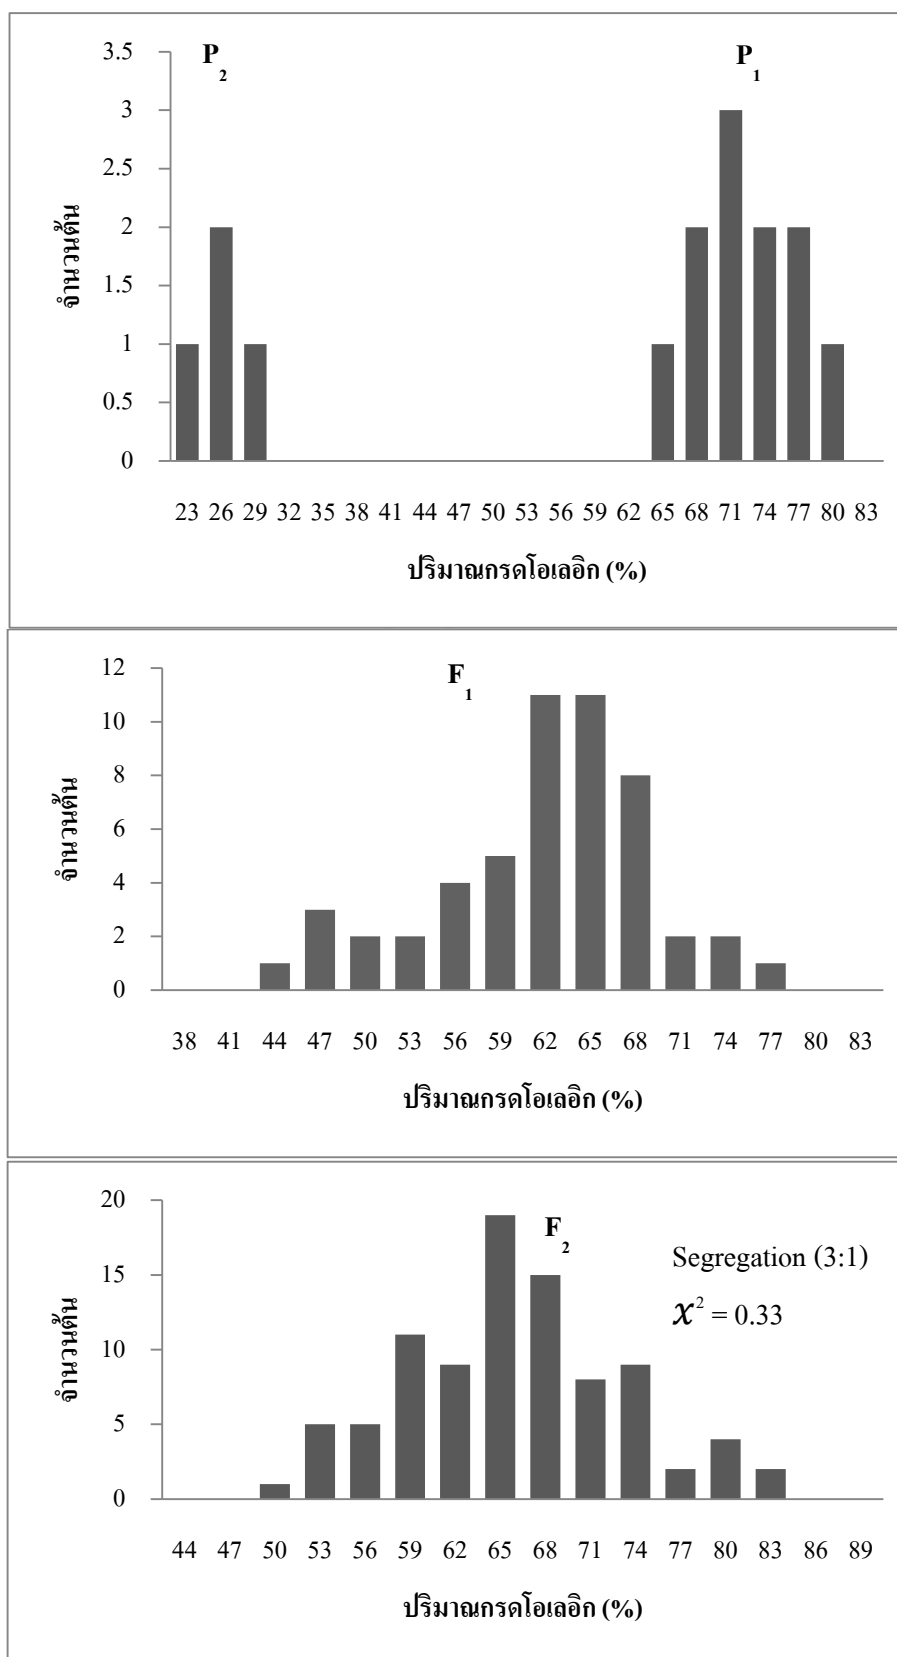 P2 P1
3.5
3
2.5
2
1.5
1
0.5
0
จำนวนต้น
23 26 29 32 35 38 41 44 47 50 53 56 59 62 65 68 71 74 77 80 83
ปริมาณกรดโอเลอิก (%)
F1
12
10
8
6
4
2
0
จำนวนต้น
38 41 44 47 50 53 56 59 62 65 68 71 74 77 80 83
ปริมาณกรดโอเลอิก (%)
F2
20
15
10
5
0
จำนวนต้น
Segregation (3:1)
𝒳² = 0.33
44 47 50 53 56 59 62 65 68 71 74 77 80 83 86 89
ปริมาณกรดโอเลอิก (%)